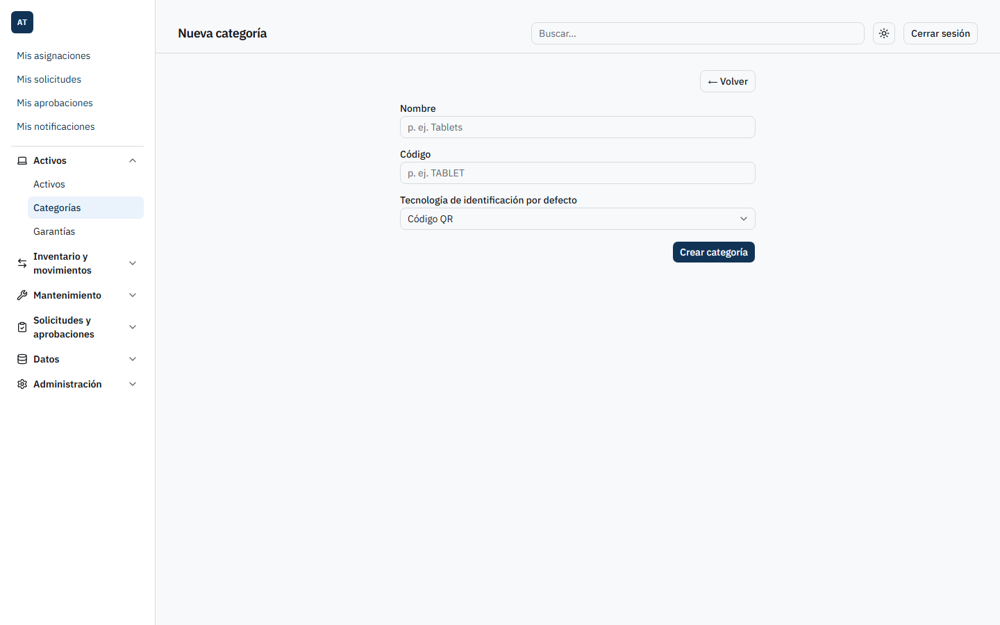 AT
Mis asignaciones
Mis solicitudes
Mis aprobaciones
Mis notificaciones
Activos
Activos
Categorías
Garantías
Inventario y
movimientos
Mantenimiento
Solicitudes y
aprobaciones
Datos
Administración
Nueva categoría
Buscar...
Cerrar sesión
← Volver
Nombre
p. ej. Tablets
Código
p. ej. TABLET
Tecnología de identificación por defecto
Código QR
Crear categoría